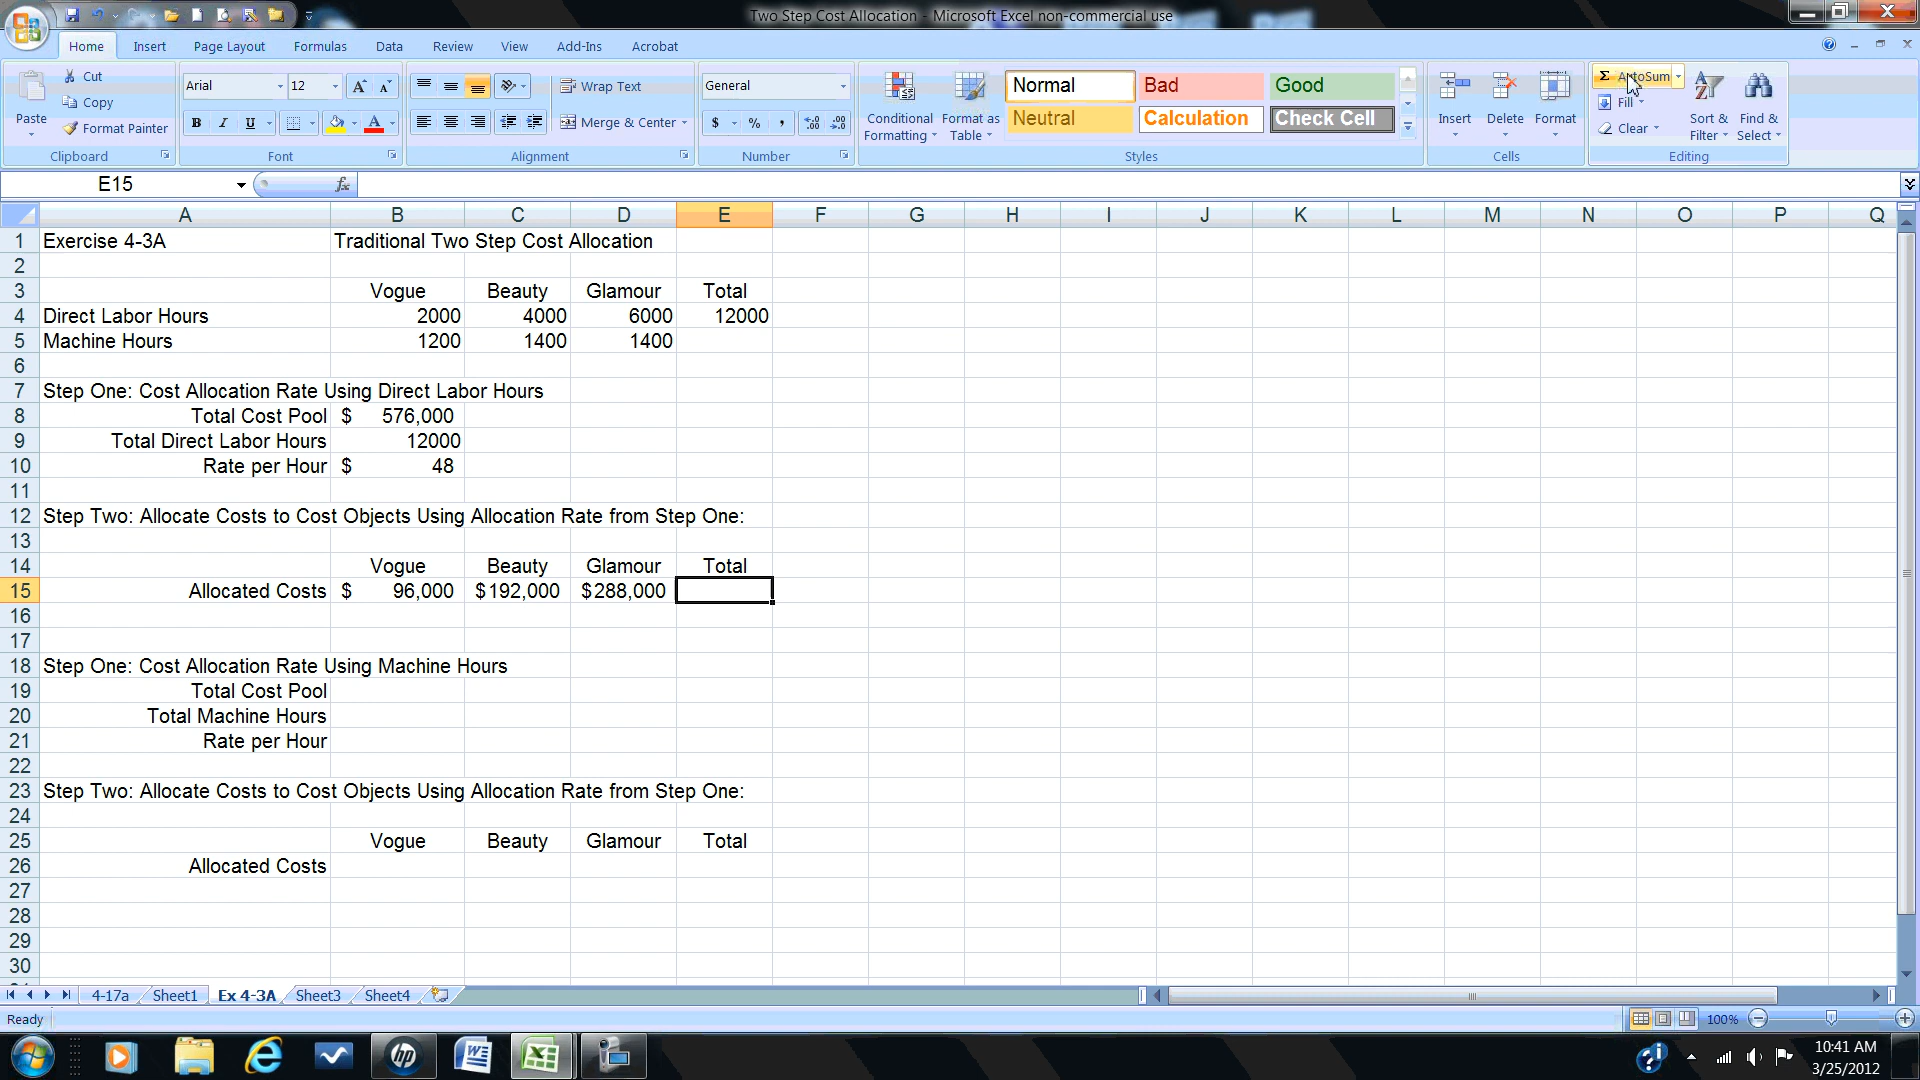 Two Step Cost Allocation - Microsoft Excel non-commercial use
Home Insert Page Layout Formulas Data Review View Add-Ins Acrobat
Paste Cut Copy Format Painter Clipboard
Arial 12 B I U A A A Font
Wrap Text Merge & Center Alignment
General $ % , Number
Conditional Formatting Format as Table Normal Bad Good Neutral Calculation Check Cell Styles
Insert Delete Format Cells
Σ AutoSum Fill Clear Sort & Filter Find & Select Editing
E15 fx
A B C D E F G H I J K L M N O P Q
1 Exercise 4-3A Traditional Two Step Cost Allocation
2
3 Vogue Beauty Glamour Total
4 Direct Labor Hours 2000 4000 6000 12000
5 Machine Hours 1200 1400 1400
6
7 Step One: Cost Allocation Rate Using Direct Labor Hours
8 Total Cost Pool $ 576,000
9 Total Direct Labor Hours 12000
10 Rate per Hour $ 48
11
12 Step Two: Allocate Costs to Cost Objects Using Allocation Rate from Step One:
13
14 Vogue Beauty Glamour Total
15 Allocated Costs $ 96,000 $192,000 $288,000
16
17
18 Step One: Cost Allocation Rate Using Machine Hours
19 Total Cost Pool
20 Total Machine Hours
21 Rate per Hour
22
23 Step Two: Allocate Costs to Cost Objects Using Allocation Rate from Step One:
24
25 Vogue Beauty Glamour Total
26 Allocated Costs
27
28
29
30
4-17a Sheet1 Ex 4-3A Sheet3 Sheet4
Ready 100%
10:41 AM
3/25/2012